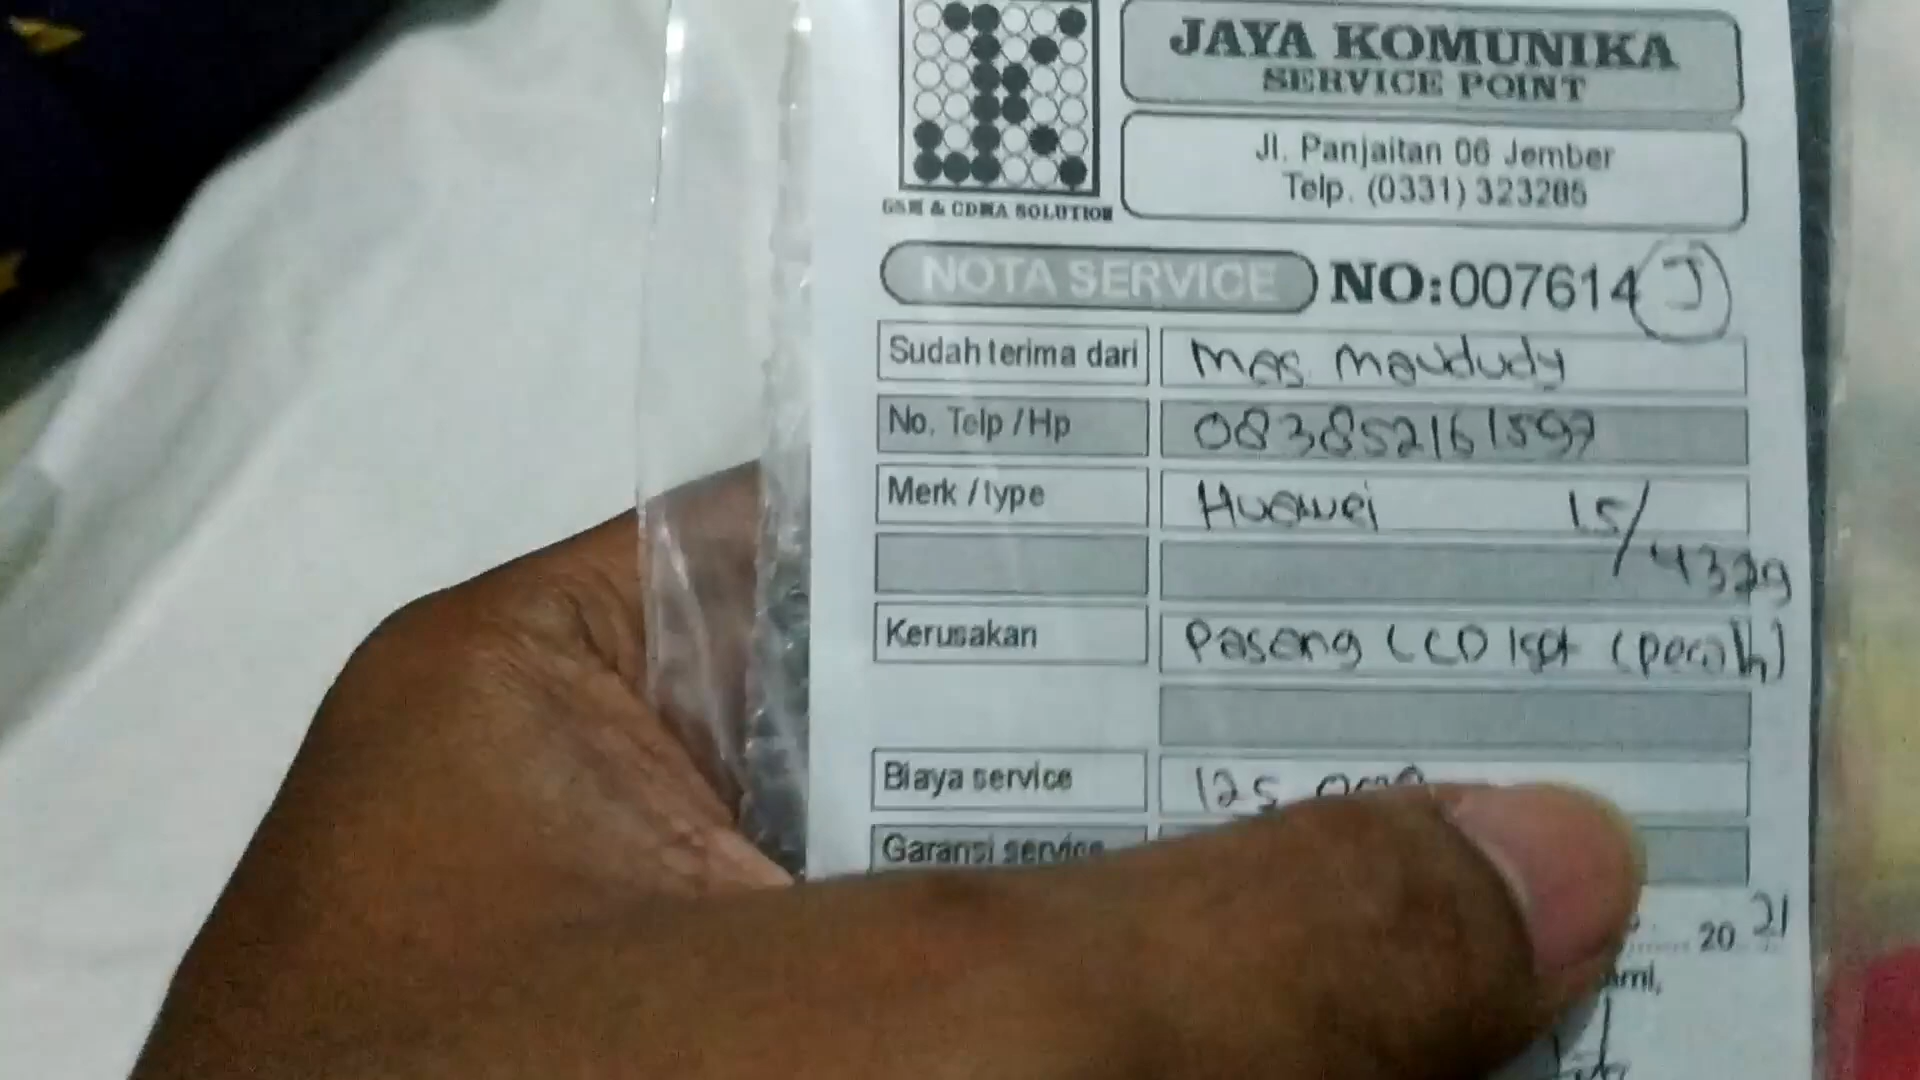 JAYA KOMUNIKA
SERVICE POINT
Jl. Panjaitan 06 Jember
Telp. (0331) 323285
GSM & CDMA SOLUTION
NOTA SERVICE NO:007614 J
Sudah terima dari mas maududy
No. Telp / Hp 083852161597
Merk / type Huawei 15/
4329
Kerusakan Pasang LCD
Biaya service 125
Garansi service
20 21